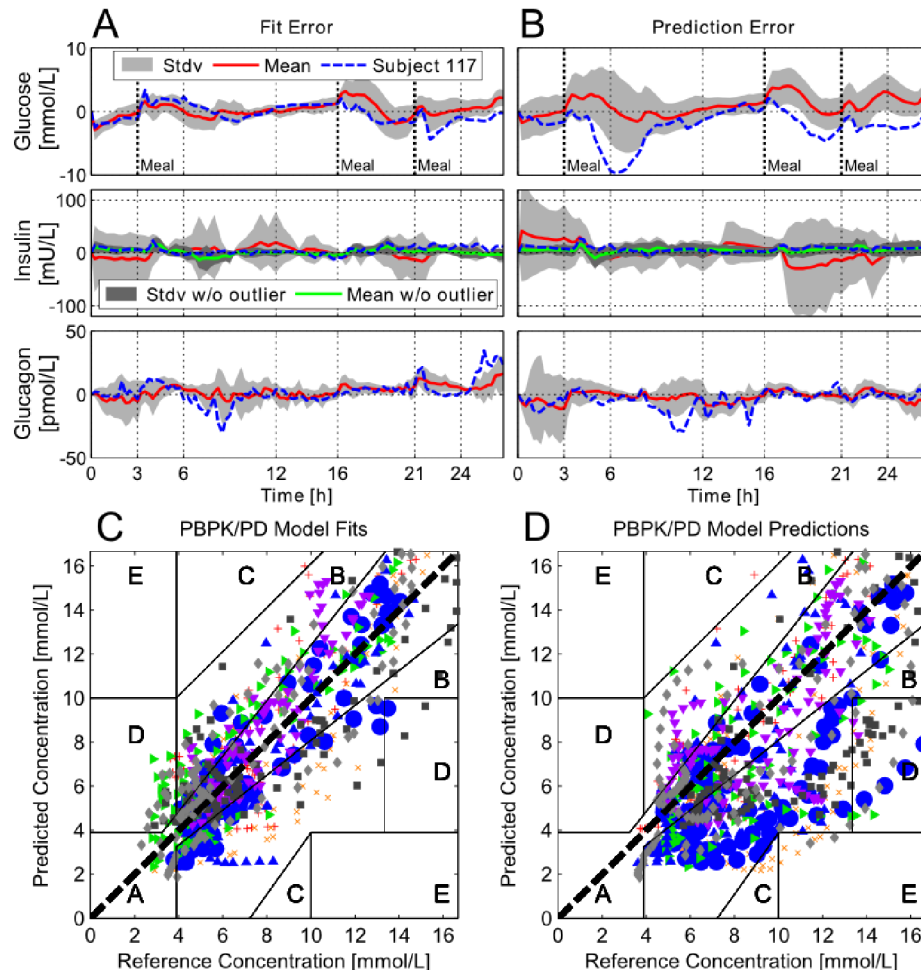 A Fit Error
B Prediction Error
Glucose
[mmol/L]
10
0
-10
Stdv Mean Subject 117
Meal Meal Meal
Meal Meal Meal
Insulin
[mU/L]
100
0
-100
Stdv w/o outlier Mean w/o outlier
Glucagon
[pmol/L]
50
0
-50
0 3 6 12 16 21 24
0 3 6 12 16 21 24
Time [h]
Time [h]
C PBPK/PD Model Fits
D PBPK/PD Model Predictions
Predicted Concentration [mmol/L]
16
14
12
10
8
6
4
2
0
E C B
D B
D
A C E
0 2 4 6 8 10 12 14 16
Reference Concentration [mmol/L]
Predicted Concentration [mmol/L]
16
14
12
10
8
6
4
2
0
E C B
D B
D
A C E
0 2 4 6 8 10 12 14 16
Reference Concentration [mmol/L]